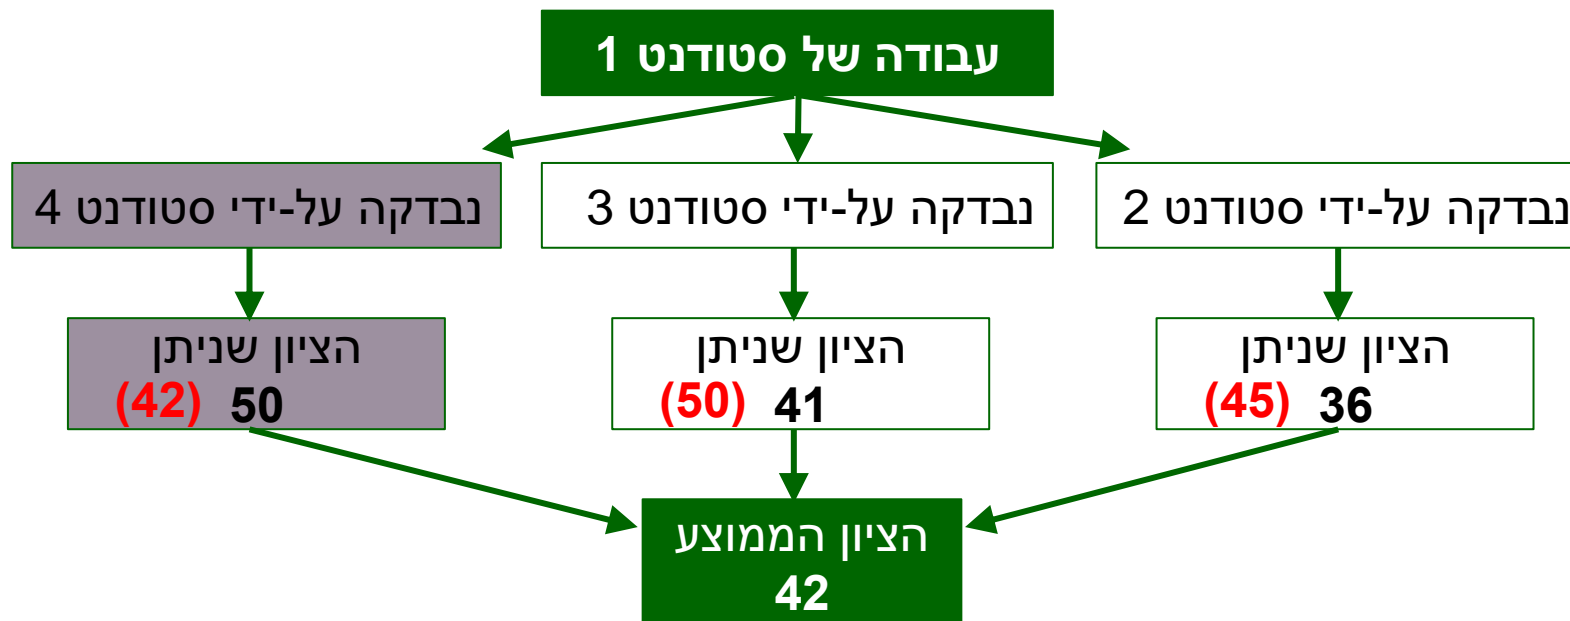 עבודה של סטודנט 1
נבדקה על-ידי סטודנט 2
נבדקה על-ידי סטודנט 3
נבדקה על-ידי סטודנט 4
הציון שניתן
36 (45)
הציון שניתן
41 (50)
הציון שניתן
50 (42)
הציון הממוצע
42